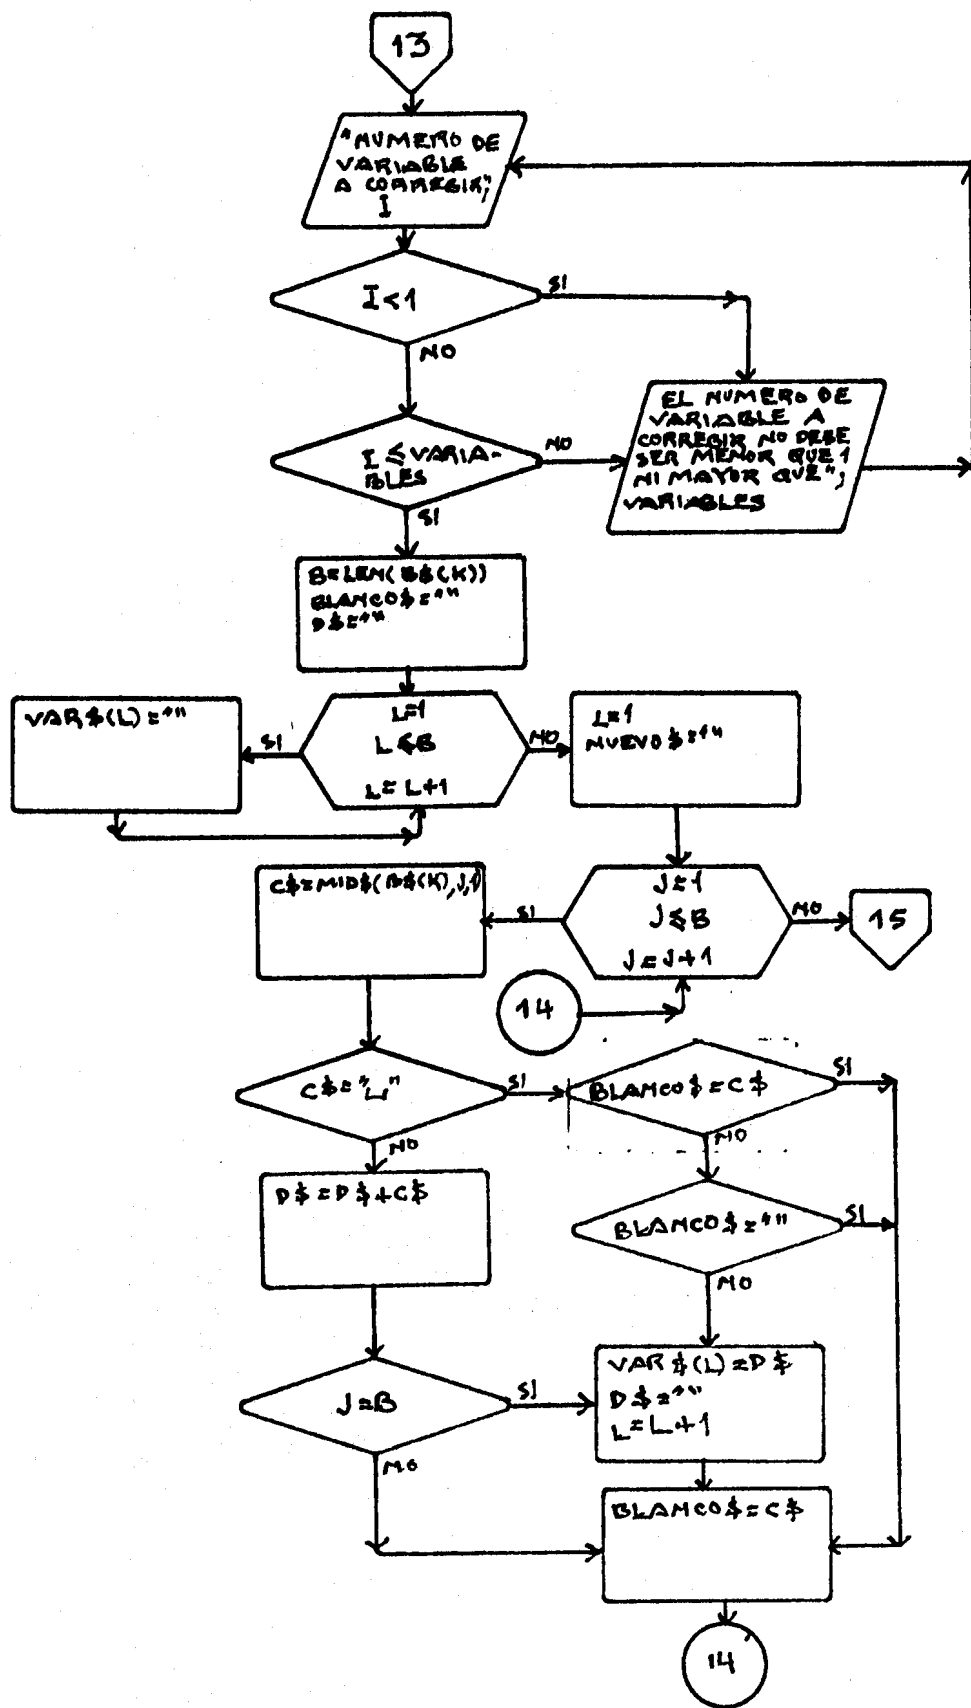 13
"NUMERO DE
VARIABLE
A CORREGIR",
I
I<1
SI
NO
EL NUMERO DE
VARIABLE A
CORREGIR NO DEBE
SER MENOR QUE 1
NI MAYOR QUE";
VARIABLES
I ≤ VARIA-
BLES
NO
SI
B=LEN(B$(K))
BLANCO$=""
D$=""
VAR$(L)=""
SI
L=1
L≤B
L=L+1
NO
L=1
NUEVO$=""
C$=MID$(B$(K),J,1)
SI
J=1
J≤B
J=J+1
NO
15
14
C$="⊔"
SI
NO
BLANCO$=C$
SI
NO
D$=D$+C$
BLANCO$=""
SI
NO
J=B
SI
NO
VAR$(L)=D$
D$=""
L=L+1
BLANCO$=C$
14